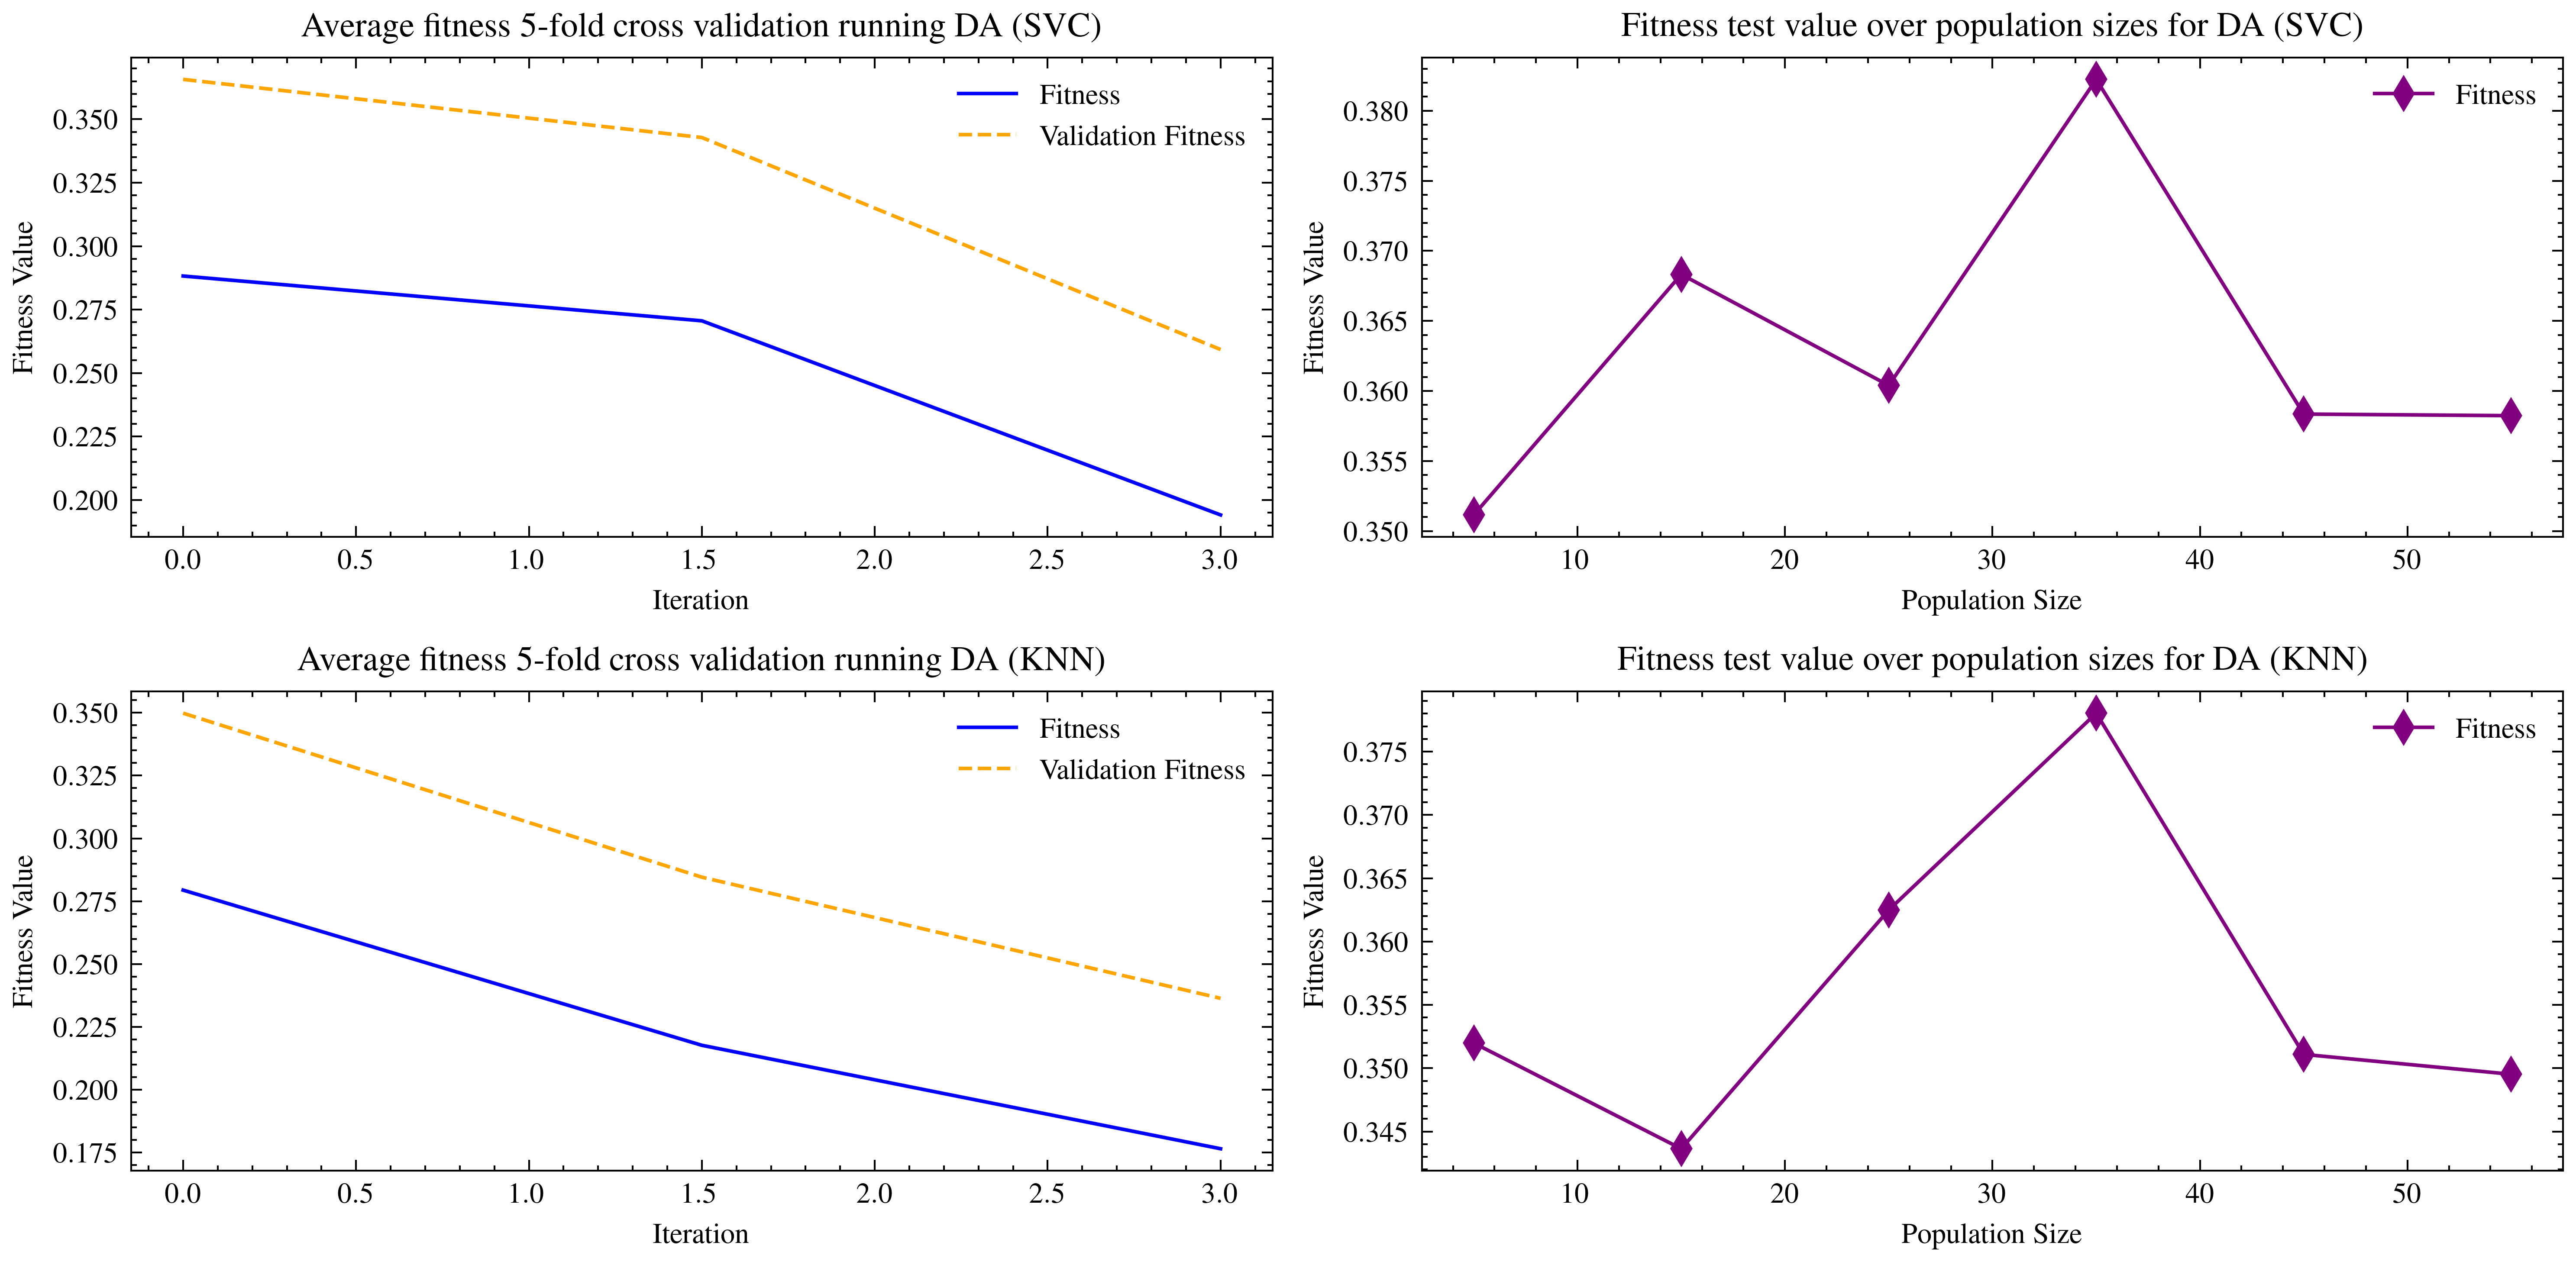 Average fitness 5-fold cross validation running DA (SVC)
Fitness Value
0.350
0.325
0.300
0.275
0.250
0.225
0.200
Fitness
Validation Fitness
0.0 0.5 1.0 1.5 2.0 2.5 3.0
Iteration
Fitness test value over population sizes for DA (SVC)
Fitness Value
0.380
0.375
0.370
0.365
0.360
0.355
0.350
Fitness
10 20 30 40 50
Population Size
Average fitness 5-fold cross validation running DA (KNN)
Fitness Value
0.350
0.325
0.300
0.275
0.250
0.225
0.200
0.175
Fitness
Validation Fitness
0.0 0.5 1.0 1.5 2.0 2.5 3.0
Iteration
Fitness test value over population sizes for DA (KNN)
Fitness Value
0.375
0.370
0.365
0.360
0.355
0.350
0.345
Fitness
10 20 30 40 50
Population Size